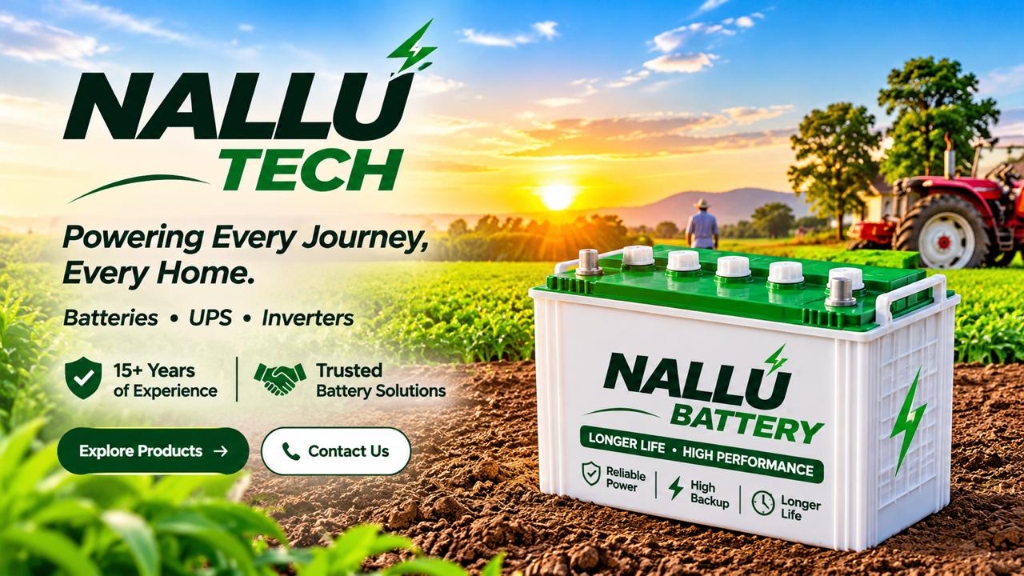 NALLU
TECH
Powering Every Journey,
Every Home.
Batteries • UPS • Inverters
15+ Years
of Experience
Trusted
Battery Solutions
Explore Products →
Contact Us
NALLU
BATTERY
LONGER LIFE • HIGH PERFORMANCE
Reliable
Power
High
Backup
Longer
Life